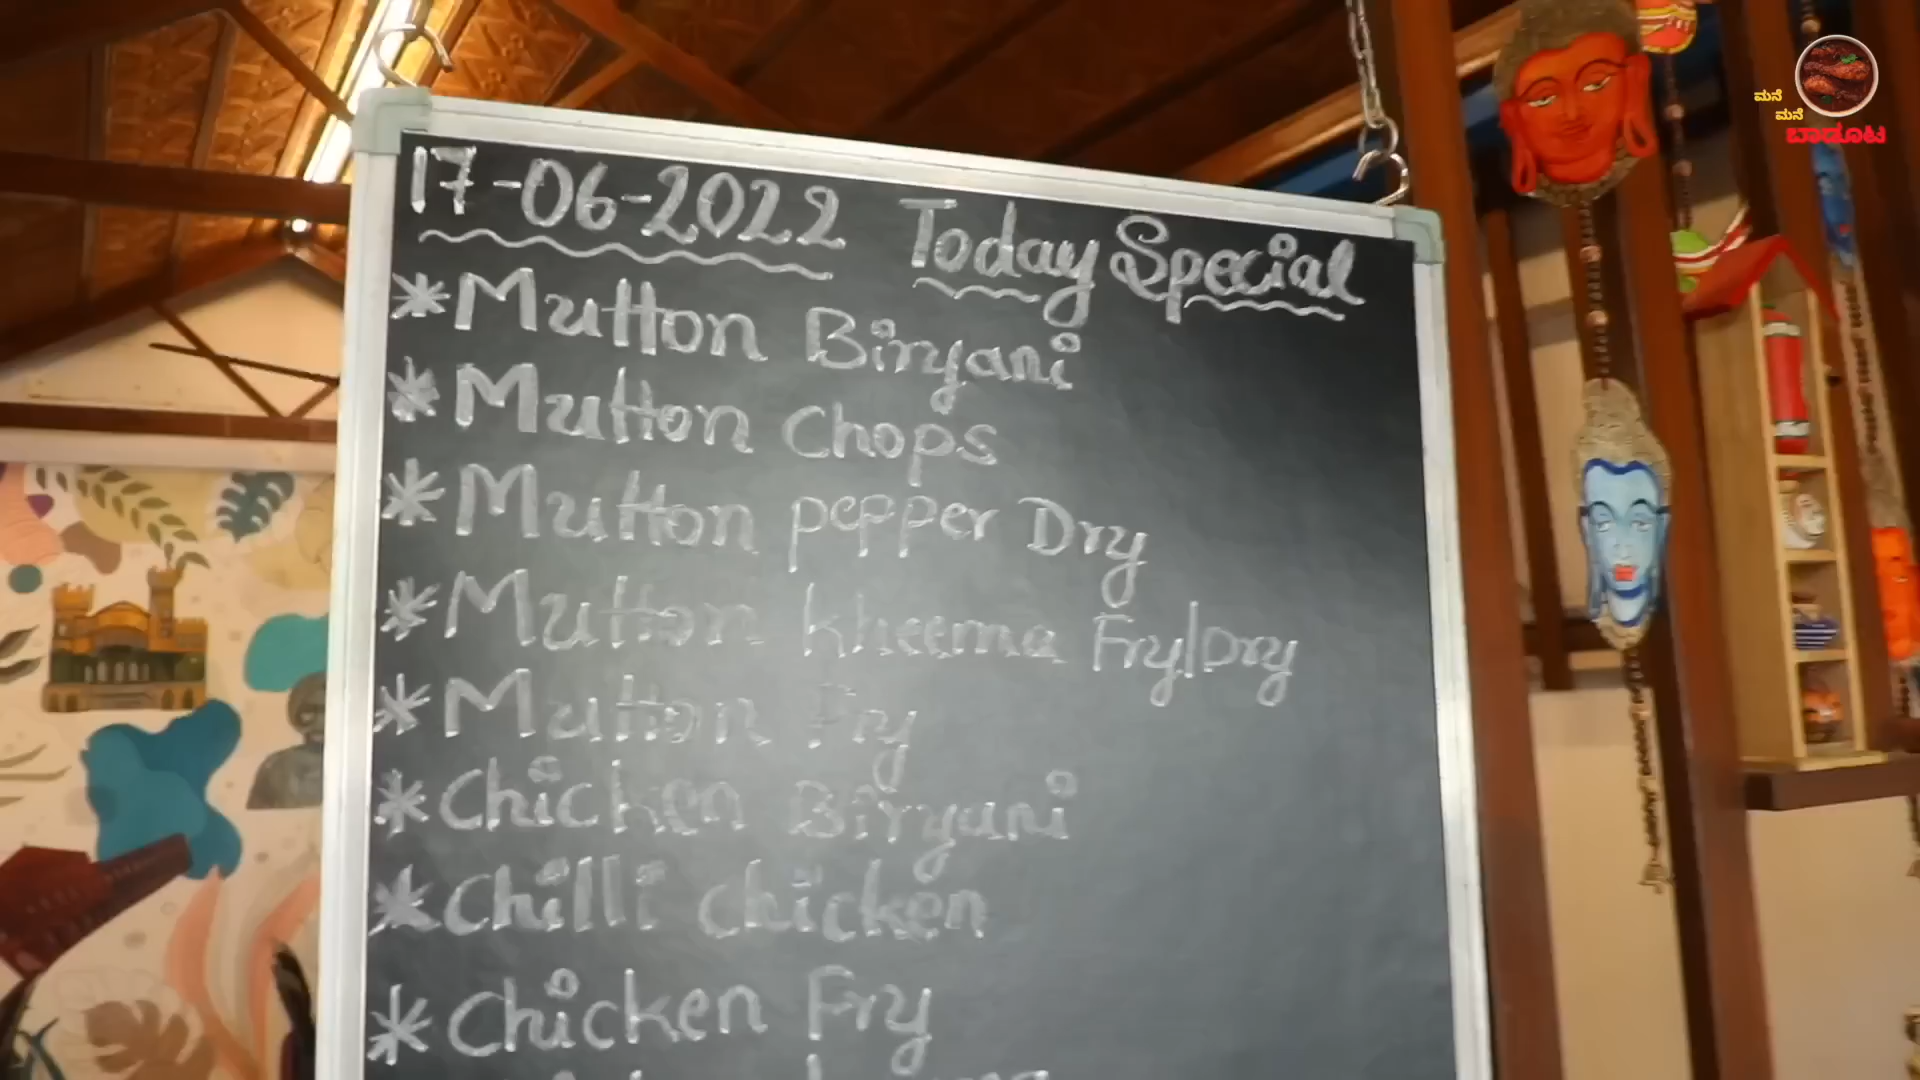 17-06-2022 Today Special
*Mutton Biryani
*Mutton Chops
*Mutton pepper Dry
*Mutton kheema Fry|Dry
*Mutton Fry
*Chicken Biryani
*Chilli chicken
*Chicken Fry
ಮನೆ
ಮನೆ
ಬಾಡೂಟ